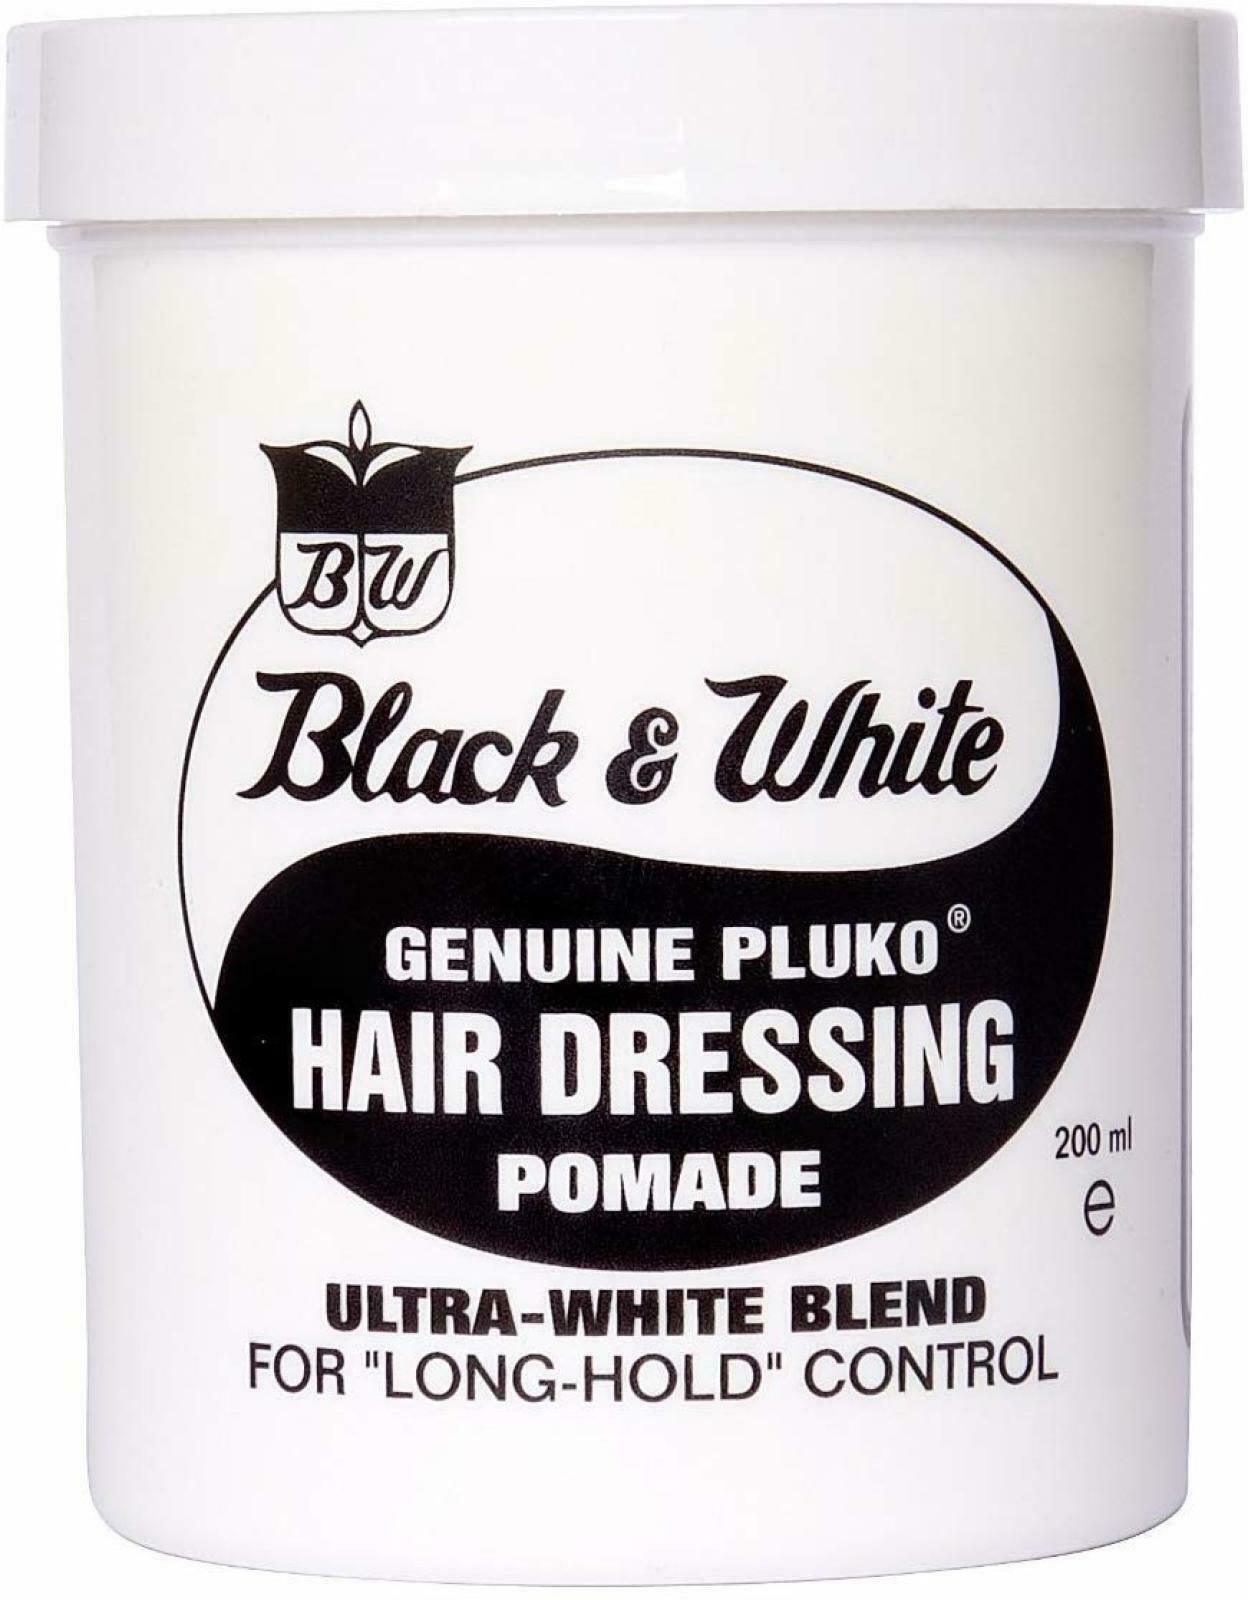 BW
Black & White
GENUINE PLUKO®
HAIR DRESSING
POMADE
200 ml
e
ULTRA-WHITE BLEND
FOR "LONG-HOLD" CONTROL